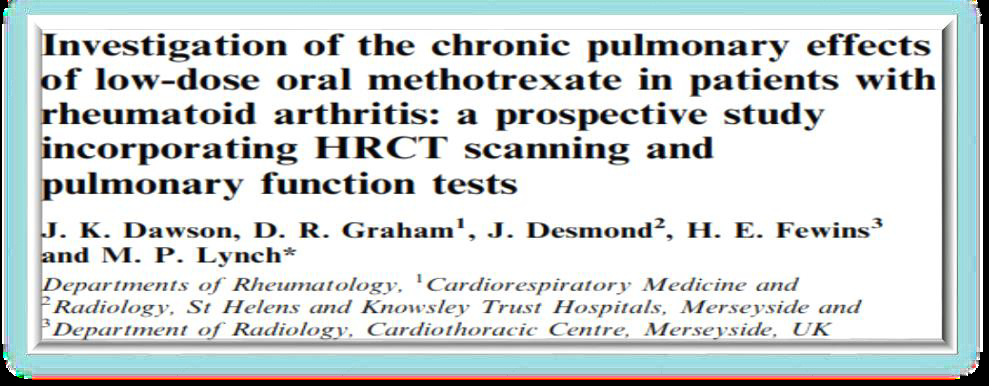 Investigation of the chronic pulmonary effects
of low-dose oral methotrexate in patients with
rheumatoid arthritis: a prospective study
incorporating HRCT scanning and
pulmonary function tests
J. K. Dawson, D. R. Graham¹, J. Desmond², H. E. Fewins³
and M. P. Lynch*
Departments of Rheumatology, ¹Cardiorespiratory Medicine and
²Radiology, St Helens and Knowsley Trust Hospitals, Merseyside and
³Department of Radiology, Cardiothoracic Centre, Merseyside, UK